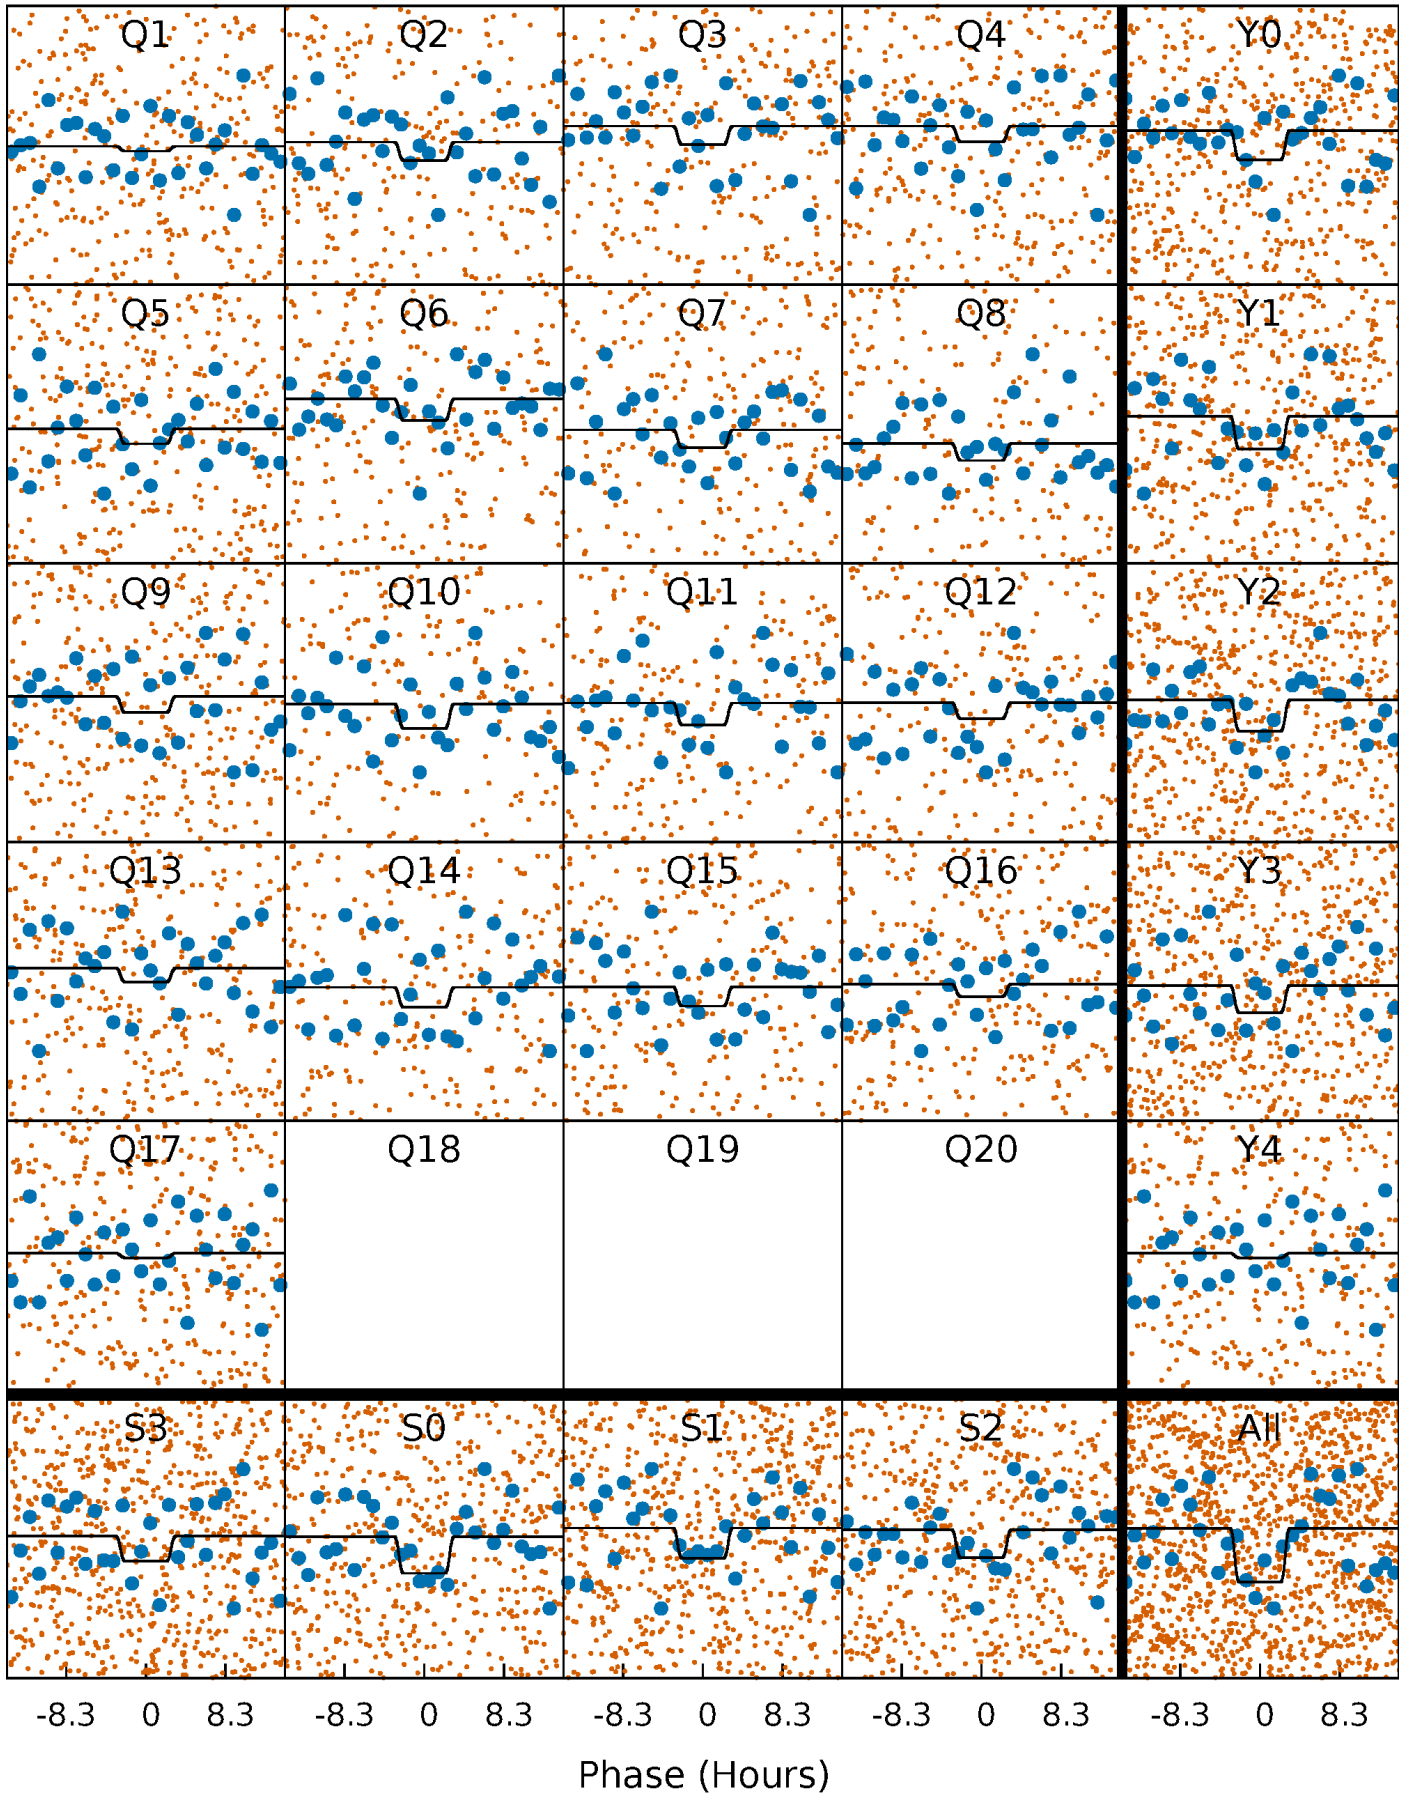 Q1 Q2 Q3 Q4 Y0
Q5 Q6 Q7 Q8 Y1
Q9 Q10 Q11 Q12 Y2
Q13 Q14 Q15 Q16 Y3
Q17 Q18 Q19 Q20 Y4
S3 S0 S1 S2 All
-8.3 0 8.3 -8.3 0 8.3 -8.3 0 8.3 -8.3 0 8.3 -8.3 0 8.3
Phase (Hours)